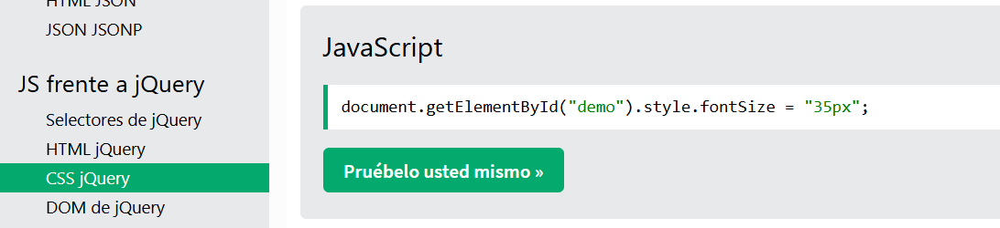 HTML JSON
JSON JSONP
JS frente a jQuery
Selectores de jQuery
HTML jQuery
CSS jQuery
DOM de jQuery
JavaScript
document.getElementById("demo").style.fontSize = "35px";
Pruébelo usted mismo »